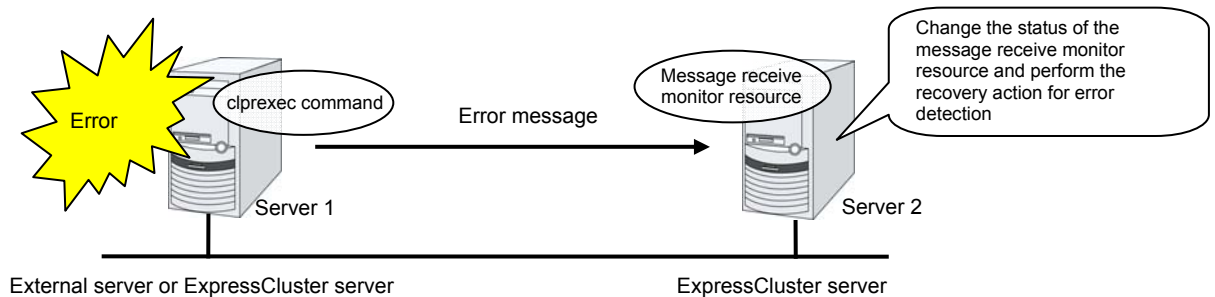 Change the status of the
message receive monitor
resource and perform the
recovery action for error
detection
Message receive
monitor resource
clprexec command
Error
Error message
Server 1
Server 2
External server or ExpressCluster server
ExpressCluster server